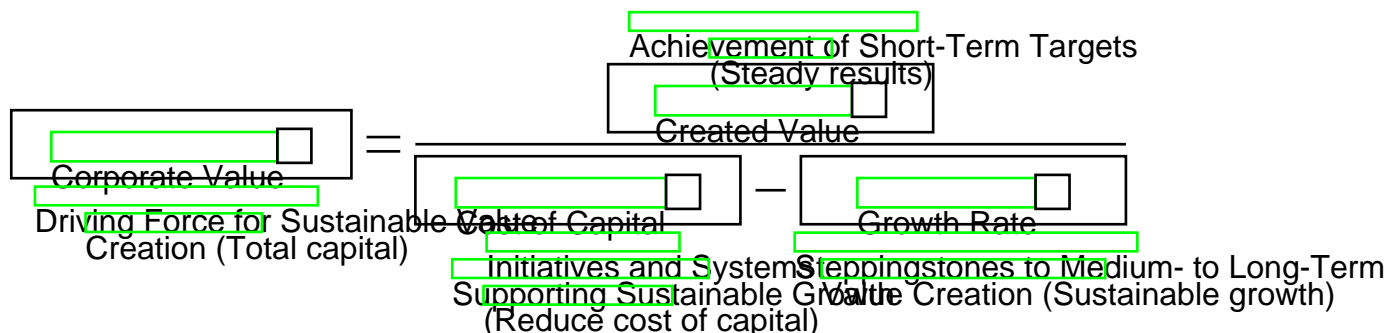 Achievement of Short-Term Targets
(Steady results)
Created Value
Corporate Value
=
Driving Force for Sustainable Value
Creation (Total capital)
Cost of Capital
−
Growth Rate
Initiatives and Systems
Supporting Sustainable Growth
(Reduce cost of capital)
Steppingstones to Medium- to Long-Term
Value Creation (Sustainable growth)